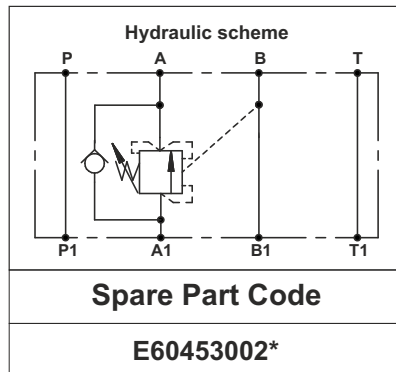 Hydraulic scheme
P A B T
P1 A1 B1 T1
Spare Part Code
E60453002*